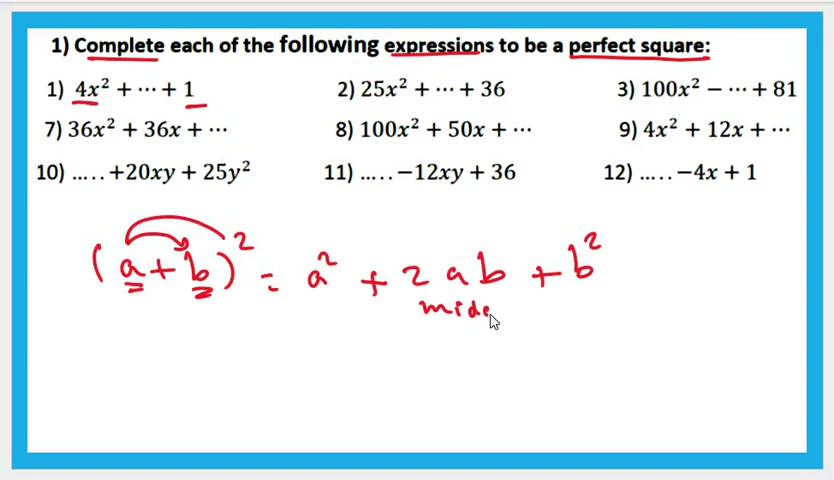 1) Complete each of the following expressions to be a perfect square:
1) 4x² + ⋯ + 1 2) 25x² + ⋯ + 36 3) 100x² − ⋯ + 81
7) 36x² + 36x + ⋯ 8) 100x² + 50x + ⋯ 9) 4x² + 12x + ⋯
10) ….. +20xy + 25y² 11) ….. −12xy + 36 12) ….. −4x + 1
(a+b)² = a² + 2ab + b²
mide